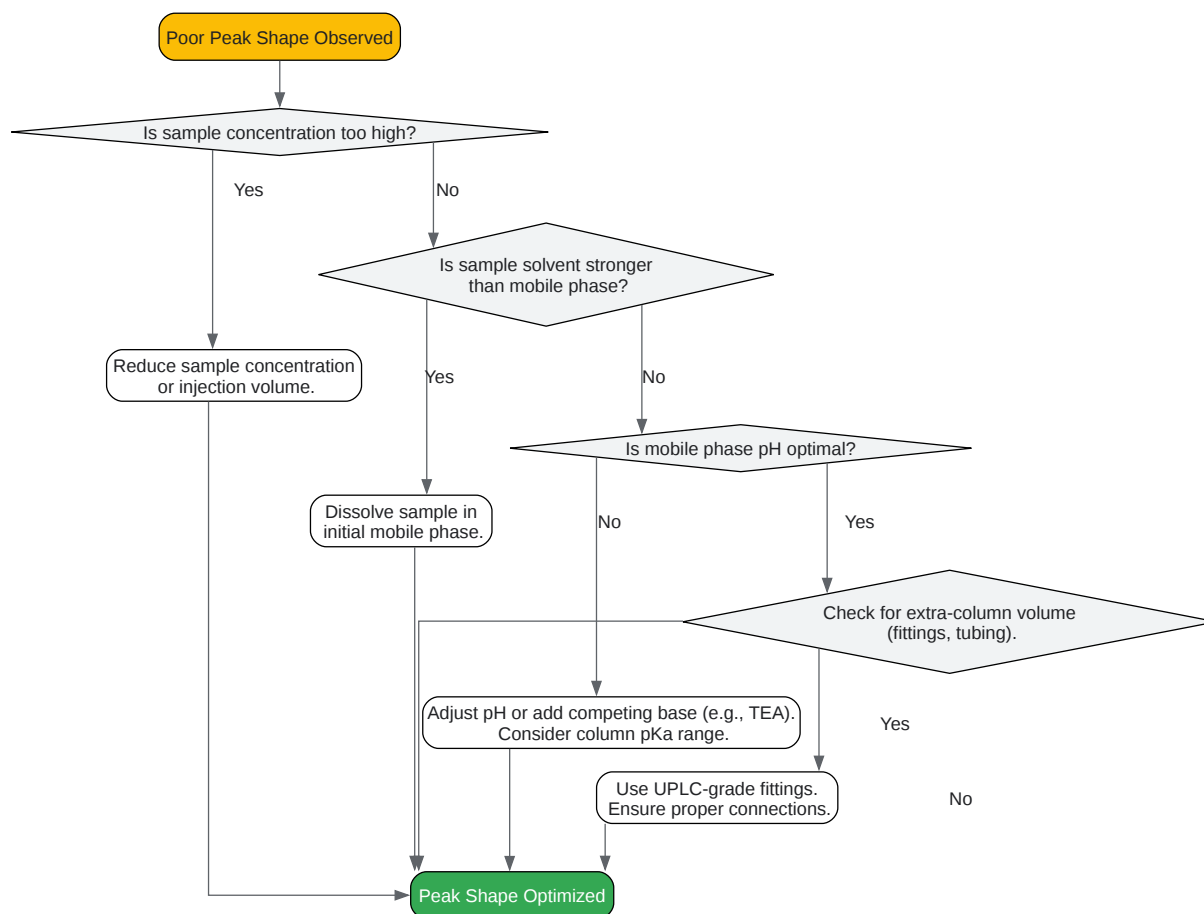 Poor Peak Shape Observed
Is sample concentration too high?
Yes
No
Is sample solvent stronger
than mobile phase?
Reduce sample concentration
or injection volume.
Yes
No
Is mobile phase pH optimal?
Dissolve sample in
initial mobile phase.
No
Yes
Check for extra-column volume
(fittings, tubing).
Adjust pH or add competing base (e.g., TEA).
Consider column pKa range.
Yes
Use UPLC-grade fittings.
Ensure proper connections.
No
Peak Shape Optimized